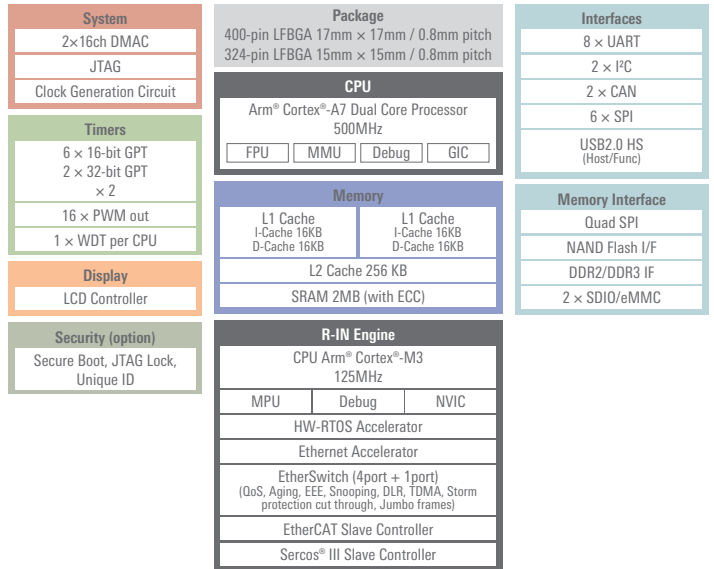 System
2×16ch DMAC
JTAG
Clock Generation Circuit
Timers
6 × 16-bit GPT
2 × 32-bit GPT
× 2
16 × PWM out
1 × WDT per CPU
Display
LCD Controller
Security (option)
Secure Boot, JTAG Lock,
Unique ID
Package
400-pin LFBGA 17mm × 17mm / 0.8mm pitch
324-pin LFBGA 15mm × 15mm / 0.8mm pitch
CPU
Arm® Cortex®-A7 Dual Core Processor
500MHz
FPU MMU Debug GIC
Memory
L1 Cache
I-Cache 16KB
D-Cache 16KB
L1 Cache
I-Cache 16KB
D-Cache 16KB
L2 Cache 256 KB
SRAM 2MB (with ECC)
R-IN Engine
CPU Arm® Cortex®-M3
125MHz
MPU Debug NVIC
HW-RTOS Accelerator
Ethernet Accelerator
EtherSwitch (4port + 1port)
(QoS, Aging, EEE, Snooping, DLR, TDMA, Storm
protection cut through, Jumbo frames)
EtherCAT Slave Controller
Sercos® III Slave Controller
Interfaces
8 × UART
2 × I²C
2 × CAN
6 × SPI
USB2.0 HS
(Host/Func)
Memory Interface
Quad SPI
NAND Flash I/F
DDR2/DDR3 IF
2 × SDIO/eMMC